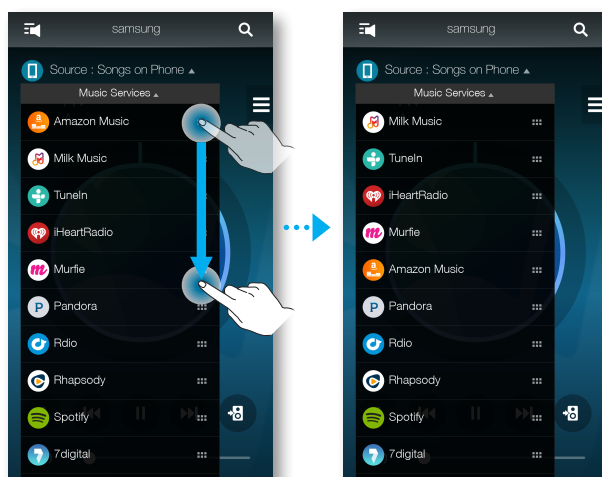 samsung
Source : Songs on Phone
Music Services
a
Amazon Music
Milk Music
TuneIn
iHeartRadio
m
Murfie
P
Pandora
Rdio
Rhapsody
Spotify
7
7digital
samsung
Source : Songs on Phone
Music Services
Milk Music
TuneIn
iHeartRadio
m
Murfie
a
Amazon Music
P
Pandora
Rdio
Rhapsody
Spotify
7
7digital